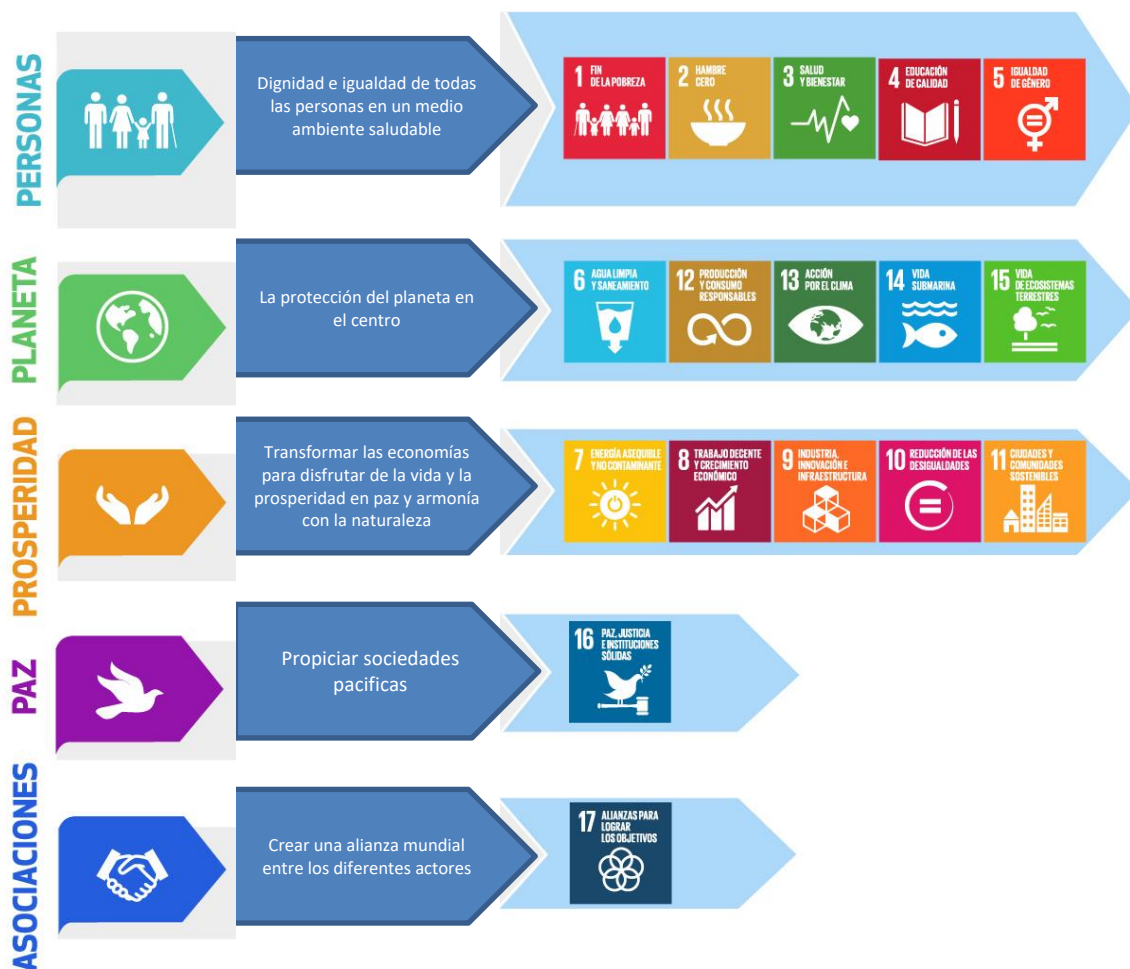 PERSONAS
Dignidad e igualdad de todas
las personas en un medio
ambiente saludable
1 FIN
DE LA POBREZA
2 HAMBRE
CERO
3 SALUD
Y BIENESTAR
4 EDUCACIÓN
DE CALIDAD
5 IGUALDAD
DE GÉNERO
PLANETA
La protección del planeta en
el centro
6 AGUA LIMPIA
Y SANEAMIENTO
12 PRODUCCIÓN
Y CONSUMO
RESPONSABLES
13 ACCIÓN
POR EL CLIMA
14 VIDA
SUBMARINA
15 VIDA
DE ECOSISTEMAS
TERRESTRES
PROSPERIDAD
Transformar las economías
para disfrutar de la vida y la
prosperidad en paz y armonía
con la naturaleza
7 ENERGÍA ASEQUIBLE
Y NO CONTAMINANTE
8 TRABAJO DECENTE
Y CRECIMIENTO
ECONÓMICO
9 INDUSTRIA,
INNOVACIÓN E
INFRAESTRUCTURA
10 REDUCCIÓN DE LAS
DESIGUALDADES
11 CIUDADES Y
COMUNIDADES
SOSTENIBLES
PAZ
Propiciar sociedades
pacificas
16 PAZ, JUSTICIA
E INSTITUCIONES
SÓLIDAS
ASOCIACIONES
Crear una alianza mundial
entre los diferentes actores
17 ALIANZAS PARA
LOGRAR
LOS OBJETIVOS